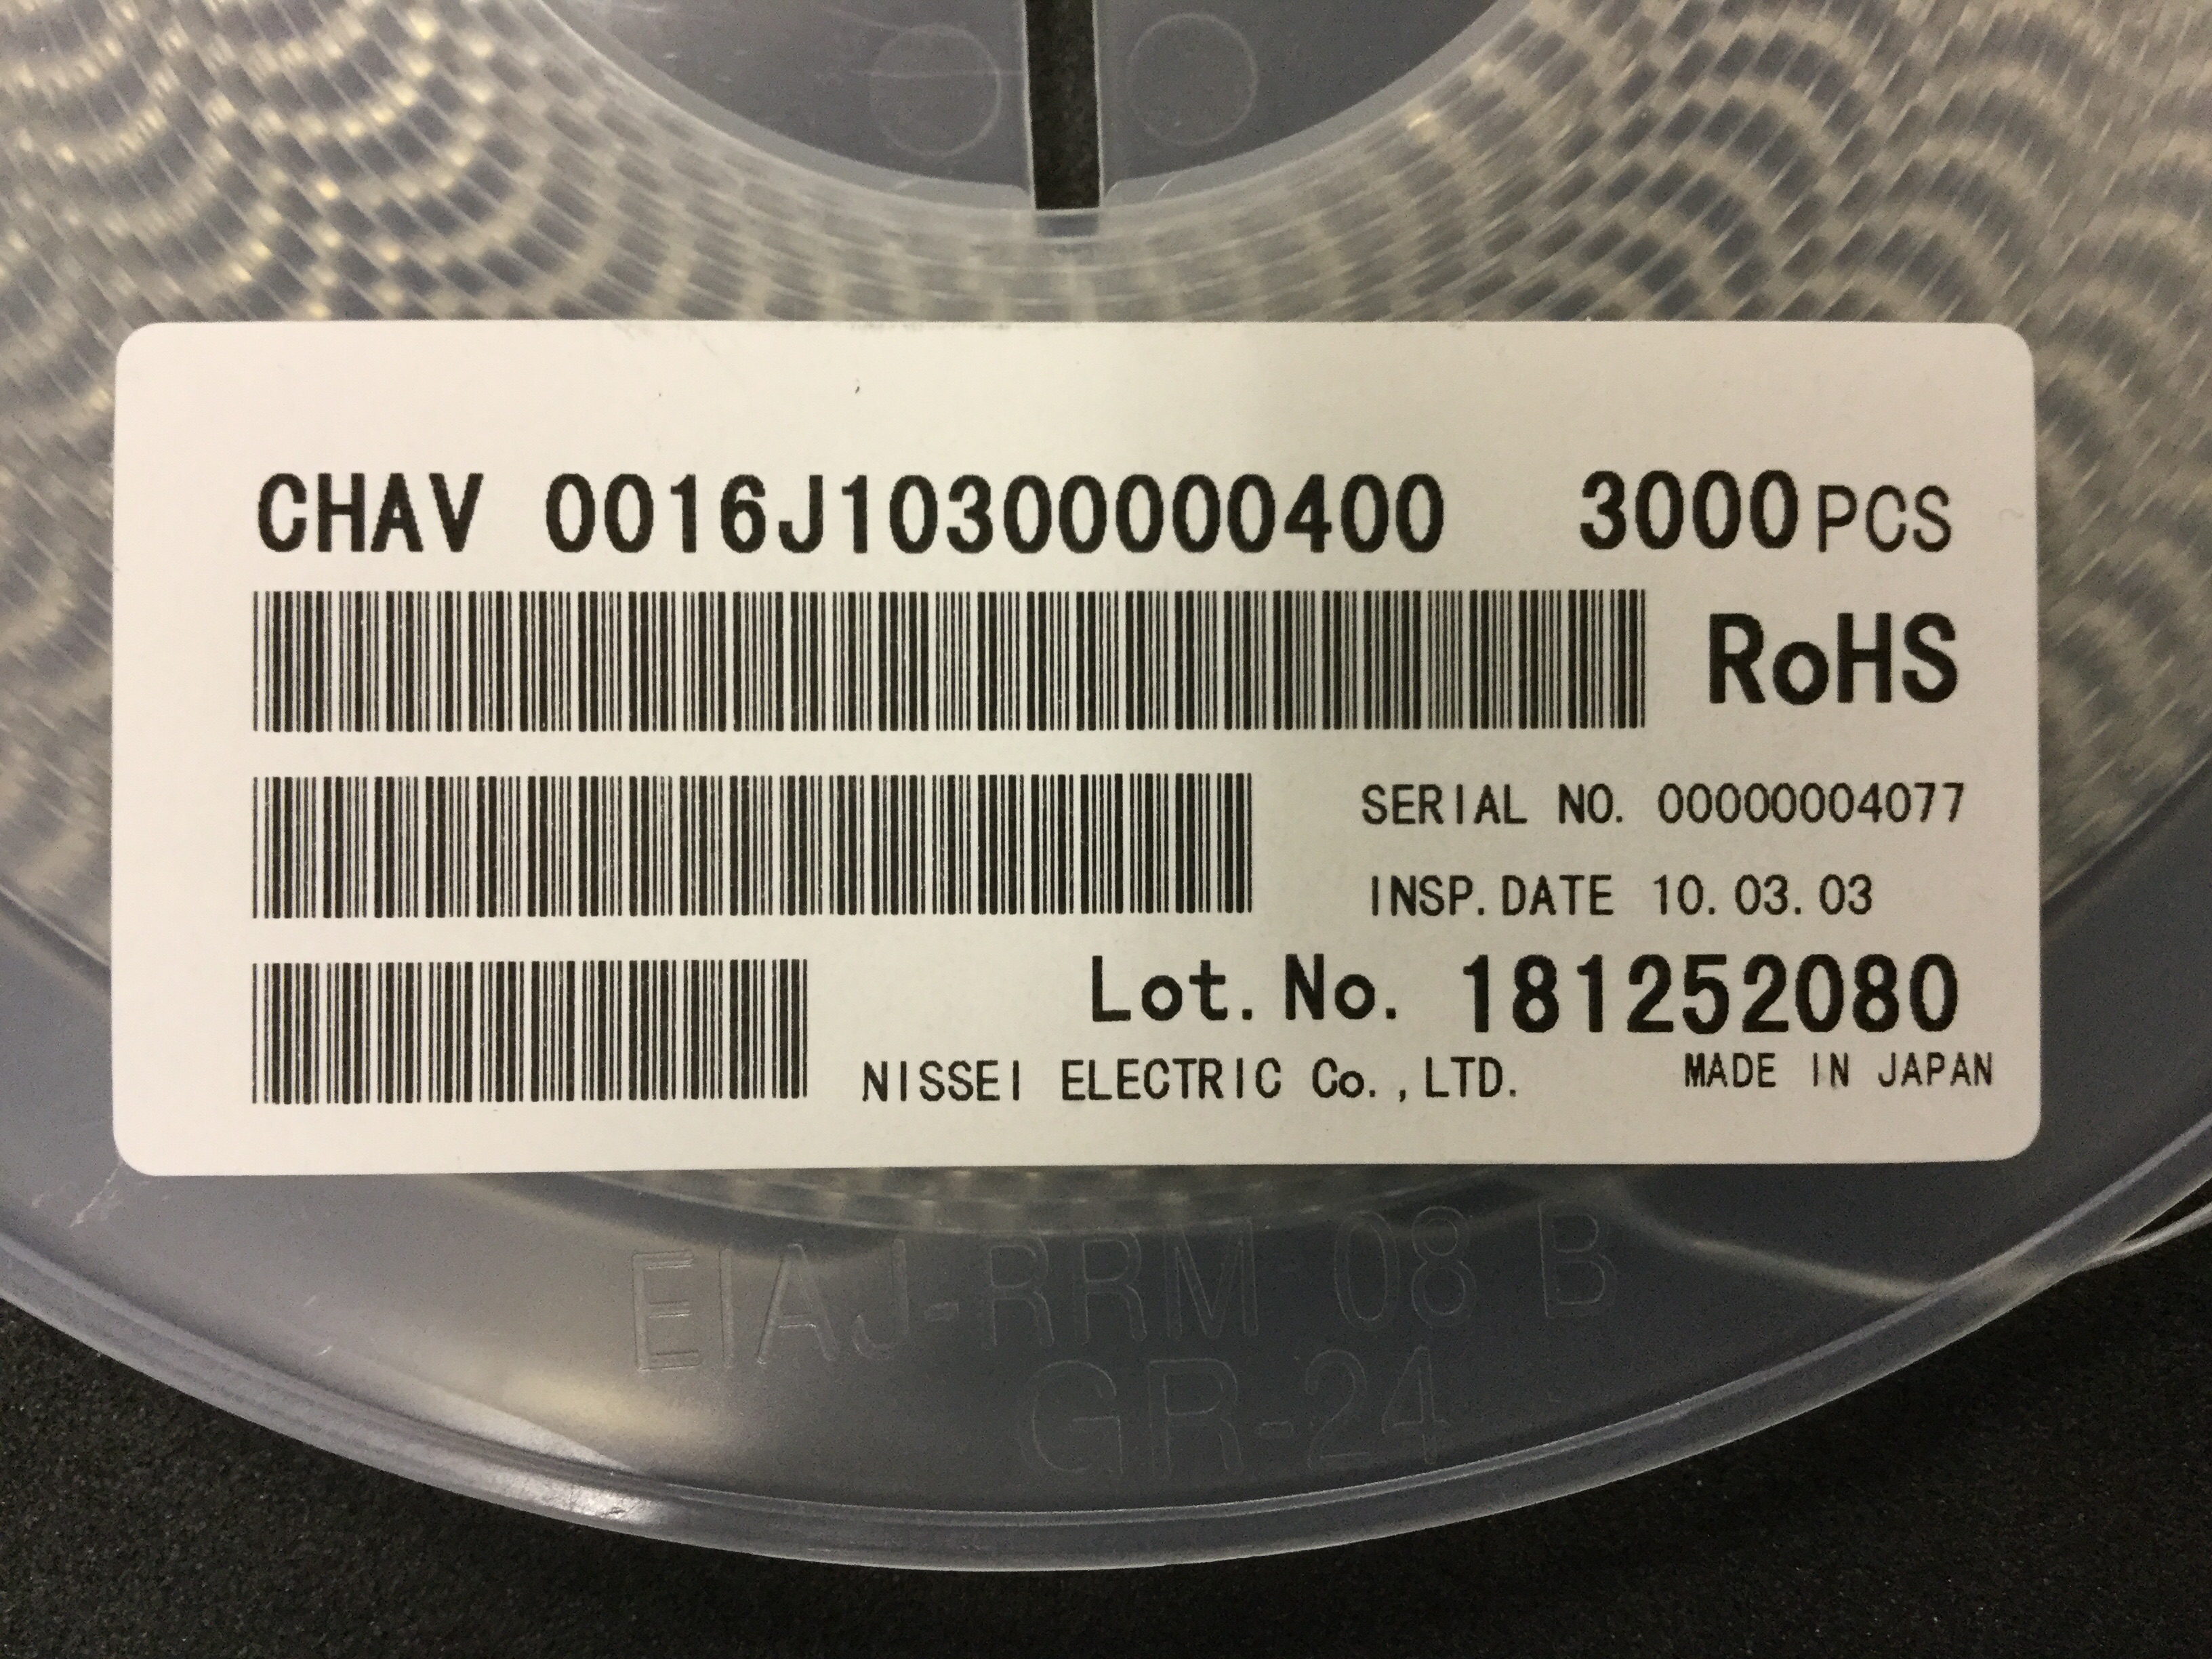 CHAV 0016J10300000400 3000PCS
RoHS
SERIAL NO. 00000004077
INSP.DATE 10.03.03
Lot.No. 181252080
NISSEI ELECTRIC Co.,LTD. MADE IN JAPAN
EIAJ-RRM 08 B
GR-24